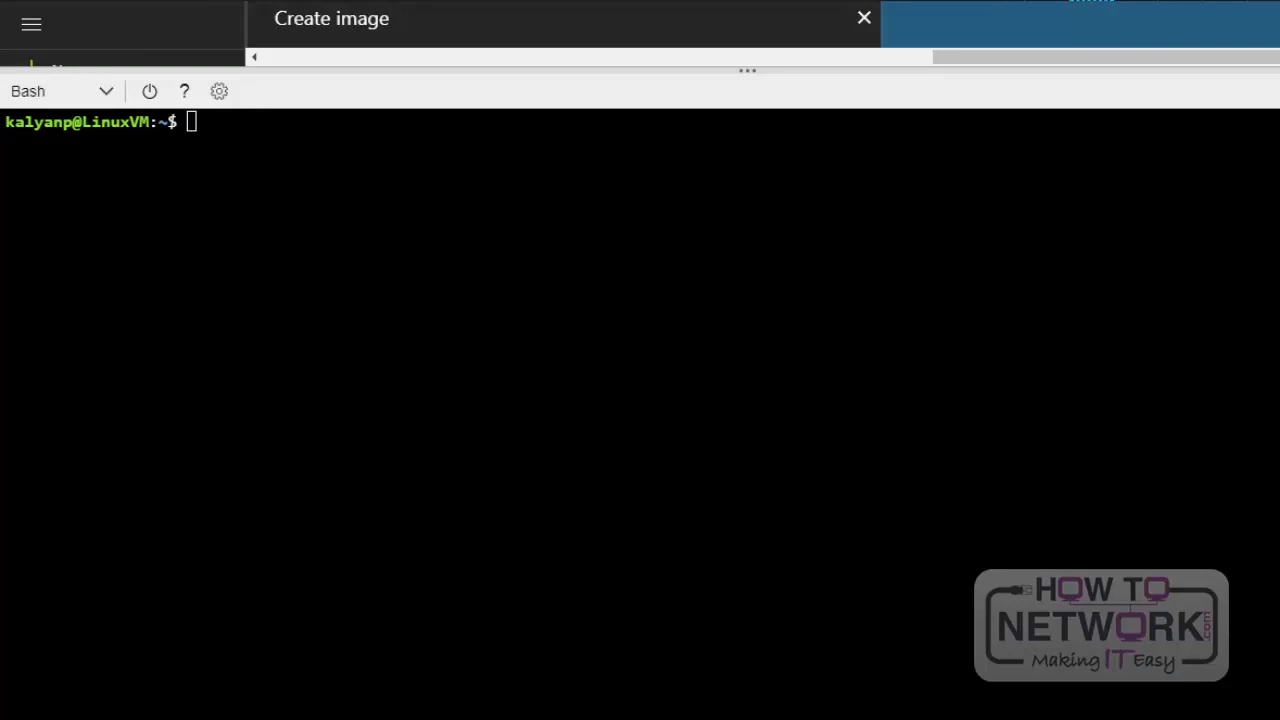 Create image
Bash
?
kalyanp@LinuxVM:~$
HOW TO
NETWORK.com
Making IT Easy